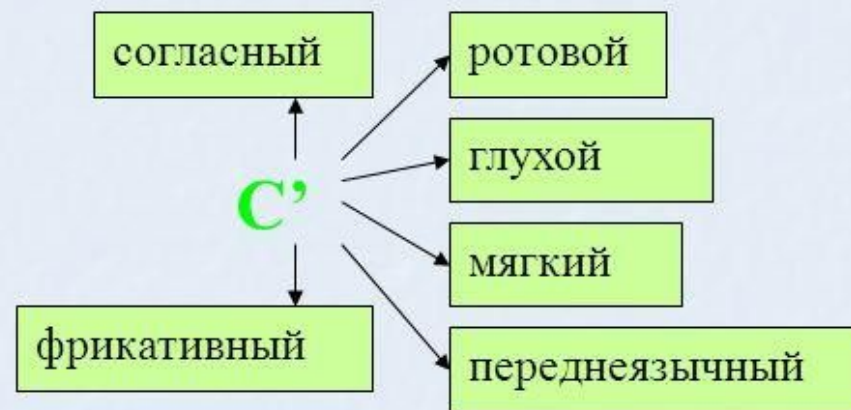 согласный
ротовой
глухой
С’
мягкий
фрикативный
переднеязычный